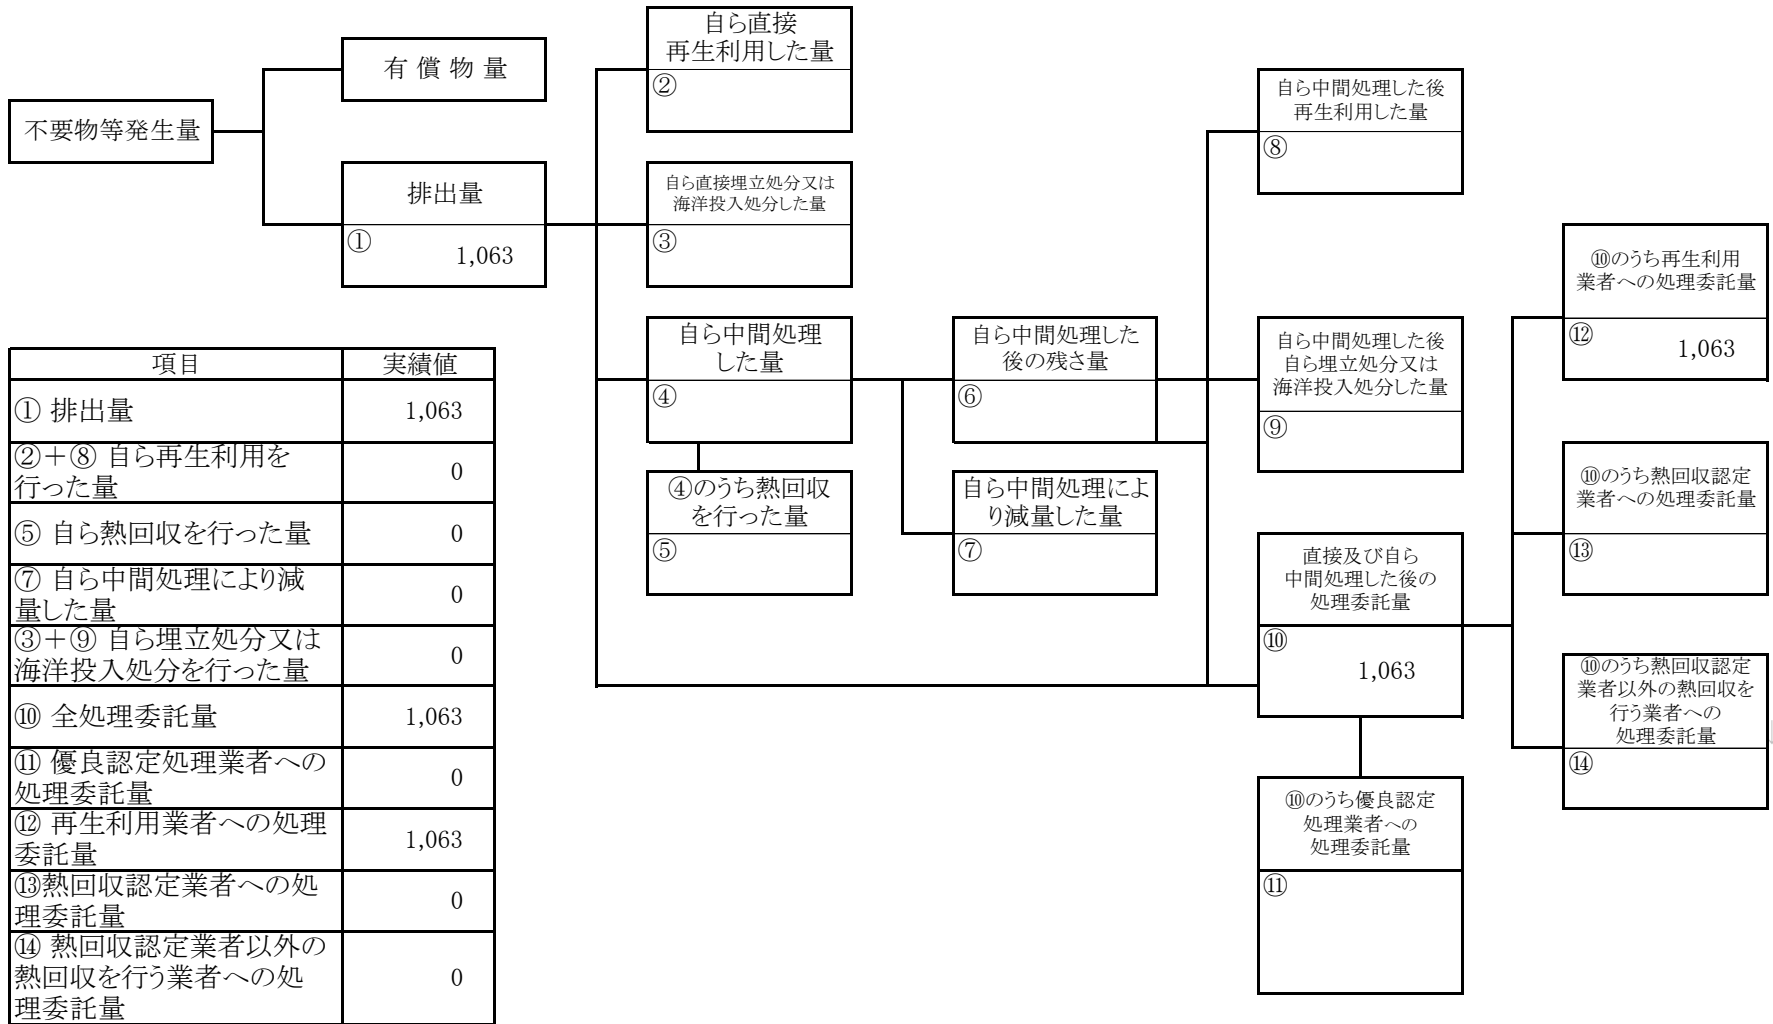 不要物等発生量
有 償 物 量
排出量
①
1,063
自ら直接
再生利用した量
②
自ら直接埋立処分又は
海洋投入処分した量
③
自ら中間処理
した量
④
④のうち熱回収
を行った量
⑤
自ら中間処理した
後の残さ量
⑥
自ら中間処理によ
り減量した量
⑦
自ら中間処理した後
再生利用した量
⑧
自ら中間処理した後
自ら埋立処分又は
海洋投入処分した量
⑨
直接及び自ら
中間処理した後の
処理委託量
⑩
1,063
⑩のうち優良認定
処理業者への
処理委託量
⑪
⑩のうち再生利用
業者への処理委託量
⑫
1,063
⑩のうち熱回収認定
業者への処理委託量
⑬
⑩のうち熱回収認定
業者以外の熱回収を
行う業者への
処理委託量
⑭
項目 実績値
① 排出量 1,063
②＋⑧ 自ら再生利用を
行った量 0
⑤ 自ら熱回収を行った量 0
⑦ 自ら中間処理により減
量した量 0
③＋⑨ 自ら埋立処分又は
海洋投入処分を行った量 0
⑩ 全処理委託量 1,063
⑪ 優良認定処理業者への
処理委託量 0
⑫ 再生利用業者への処理
委託量 1,063
⑬熱回収認定業者への処
理委託量 0
⑭ 熱回収認定業者以外の
熱回収を行う業者への処
理委託量 0